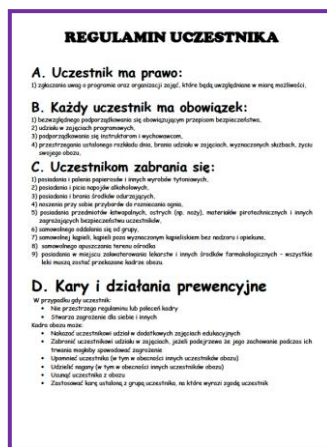 REGULAMIN UCZESTNIKA
A. Uczestnik ma prawo:
1) zgłaszania uwag o programie oraz organizacji zajęć, które będą uwzględnione w miarę możliwości.
B. Każdy uczestnik ma obowiązek:
1) bezwzględnego podporządkowania się obowiązującym przepisom bezpieczeństwa,
2) udziału w zajęciach programowych,
3) podporządkowania się instruktorom i wychowawcom,
4) przestrzegania ustalonego rozkładu dnia, brania udziału w zajęciach, wyznaczonych służbach, życiu
swojego obozu.
C. Uczestnikom zabrania się:
1) posiadania i palenia papierosów i innych wyrobów tytoniowych,
2) posiadania i picia napojów alkoholowych,
3) posiadania i brania środków odurzających,
4) noszenia przy sobie przyborów do rozniecania ognia,
5) posiadania przedmiotów łatwopalnych, ostrych (np. noży), materiałów pirotechnicznych i innych
zagrażających bezpieczeństwu uczestników,
6) samowolnego oddalania się od grupy,
7) samowolnej kąpieli, kąpieli poza wyznaczonym kąpieliskiem bez nadzoru i opiekuna,
8) samowolnego opuszczania terenu ośrodka
9) posiadania w miejscu zakwaterowania lekarstw i innych środków farmakologicznych - wszystkie
leki muszą zostać przekazane kadrze obozu.
D. Kary i działania prewencyjne
W przypadku gdy uczestnik:
• Nie przestrzega regulaminu lub poleceń kadry
• Stwarza zagrożenie dla siebie i innych
Kadra obozu może:
• Nakazać uczestnikowi udział w dodatkowych zajęciach edukacyjnych
• Zabronić uczestnikowi udziału w zajęciach, jeżeli podejrzewa że jego zachowanie podczas ich
trwania mogłoby spowodować zagrożenie
• Upomnieć uczestnika (w tym w obecności innych uczestników obozu)
• Udzielić nagany (w tym w obecności innych uczestników obozu)
• Usunąć uczestnika z obozu
• Zastosować karę ustaloną z grupą uczestnika, na które wyrazi zgodę uczestnik